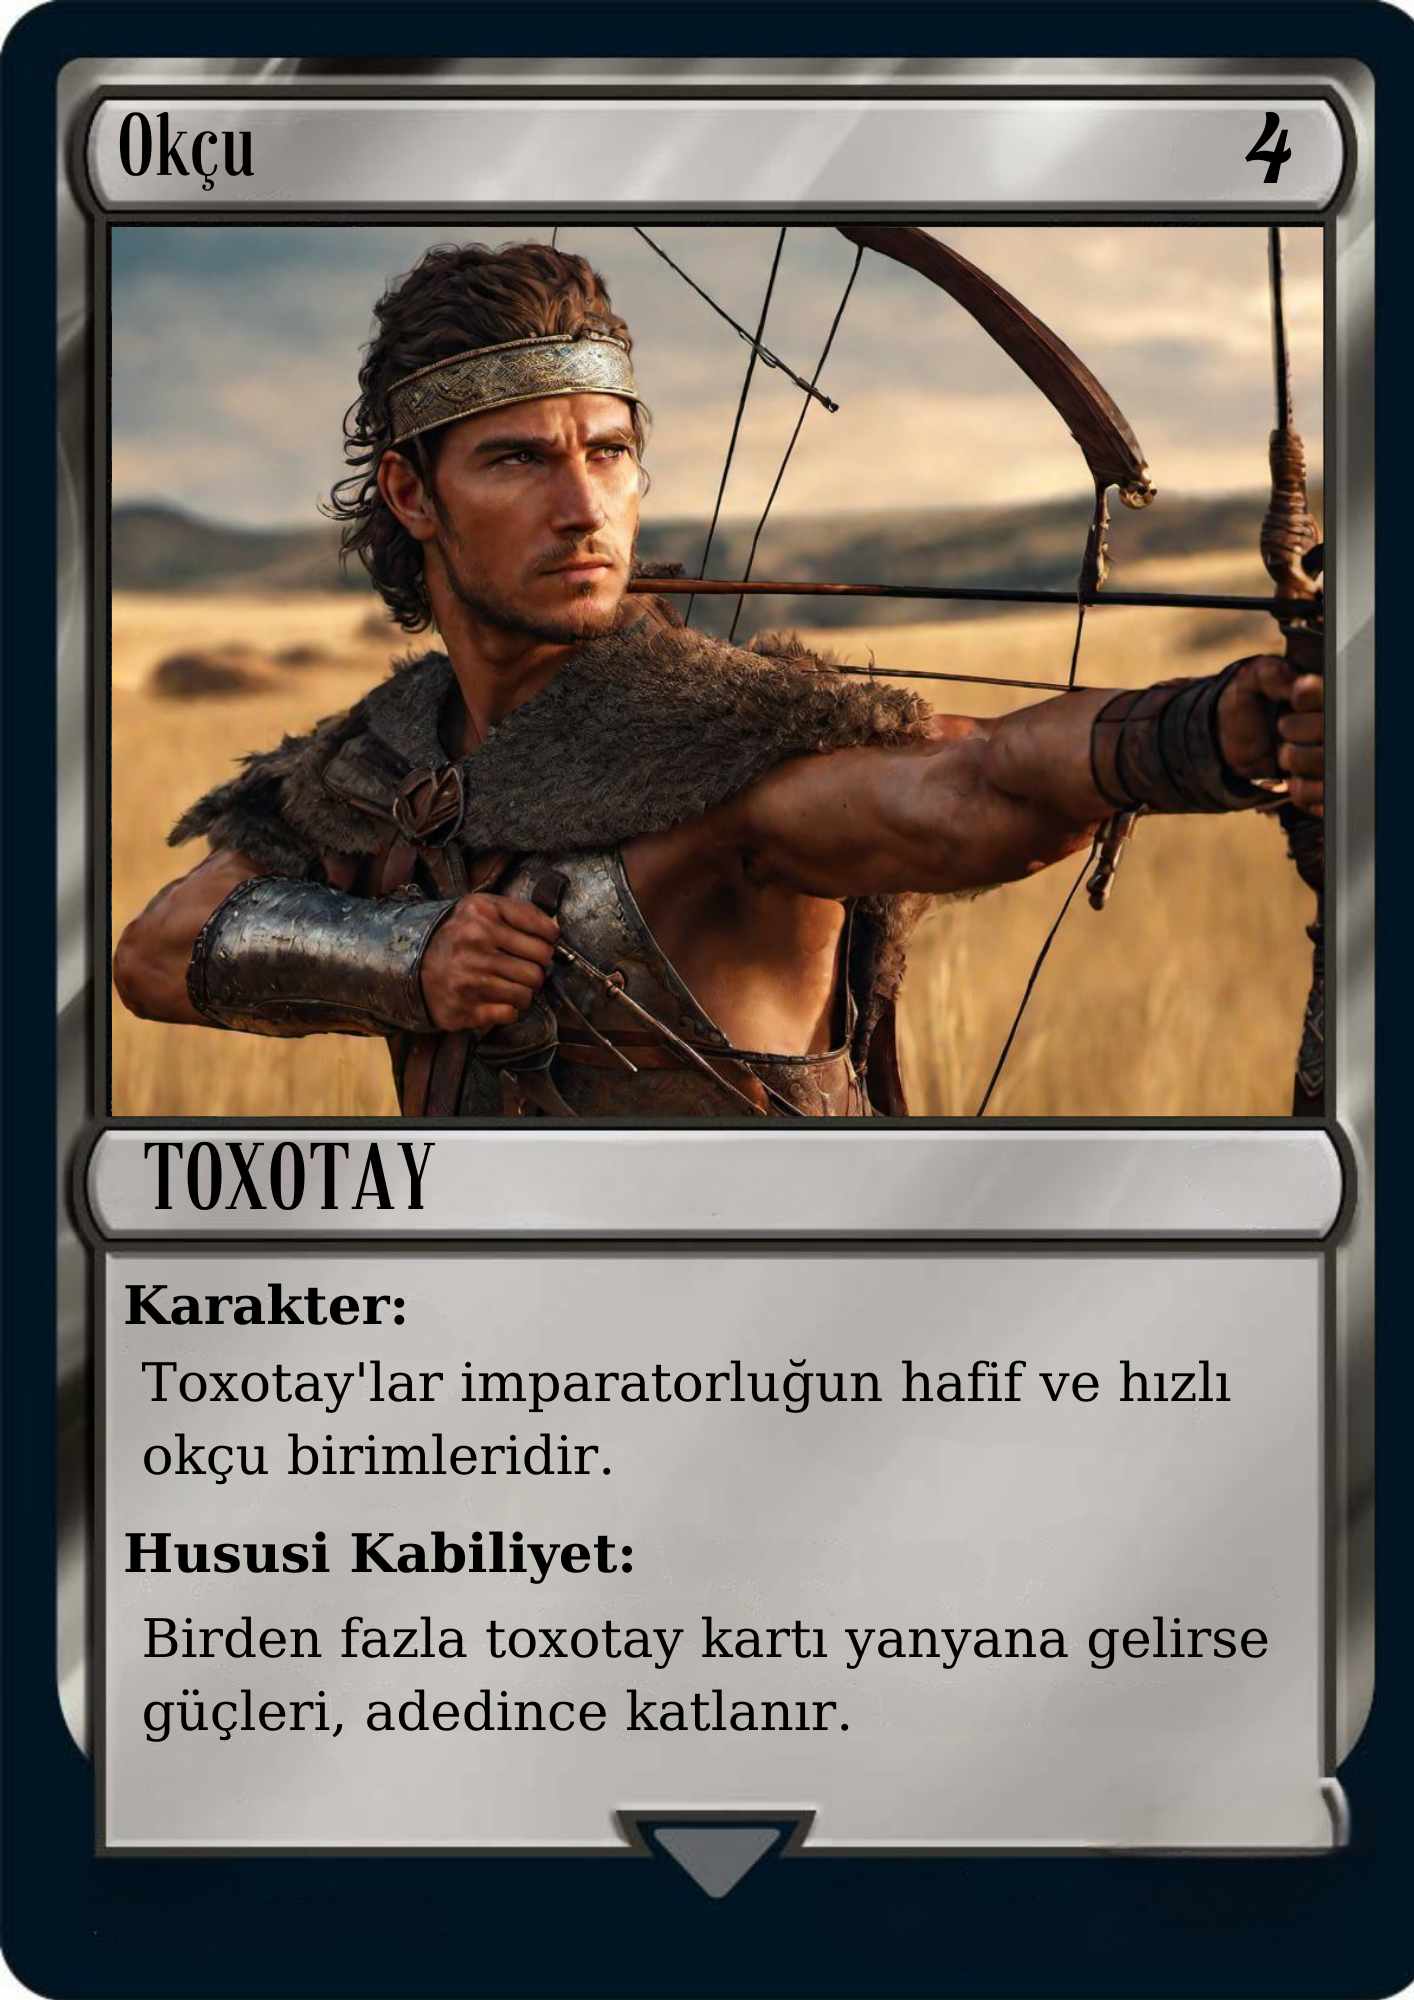 Okçu
4
TOXOTAY
Karakter:
Toxotay'lar imparatorluğun hafif ve hızlı
okçu birimleridir.
Hususi Kabiliyet:
Birden fazla toxotay kartı yanyana gelirse
güçleri, adedince katlanır.